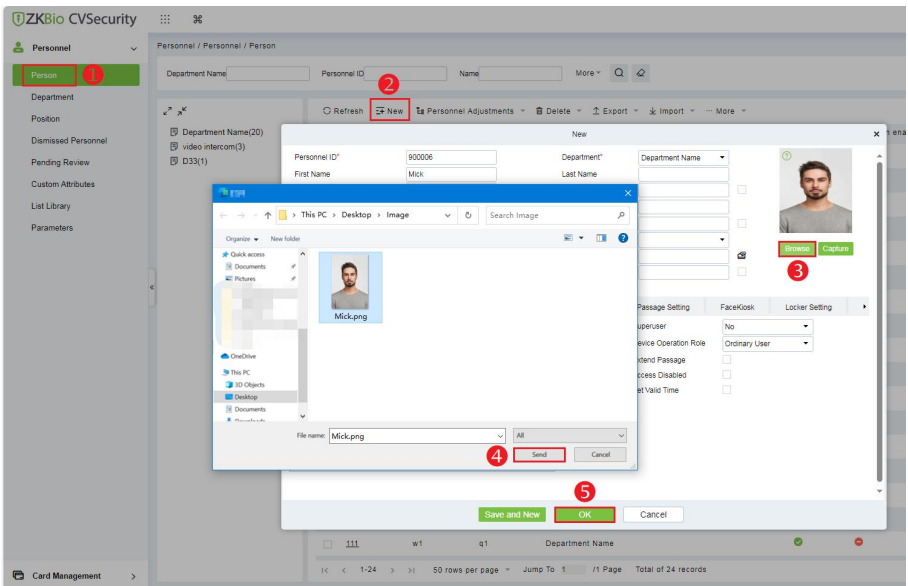 ZKBio CVSecurity
Personnel
Personnel / Personnel / Person
Person
1
Department
Position
Dismissed Personnel
Pending Review
Custom Attributes
List Library
Parameters
Card Management
Department Name
Personnel ID
Name
More
2
Refresh
New
Personnel Adjustments
Delete
Export
Import
More
Department Name(20)
video intercom(3)
D33(1)
New
Personnel ID*
900006
Department*
Department Name
First Name
Mick
Last Name
Browse
Capture
3
This PC > Desktop > Image
Search Image
Organize
New folder
Quick access
Documents
Pictures
OneDrive
This PC
3D Objects
Desktop
Documents
Mick.png
File name:
Mick.png
All
4
Send
Cancel
Passage Setting
FaceKiosk
Locker Setting
uperuser
No
evice Operation Role
Ordinary User
xtend Passage
ccess Disabled
et Valid Time
5
Save and New
OK
Cancel
111
w1
q1
Department Name
1-24
50 rows per page
Jump To 1 /1 Page
Total of 24 records